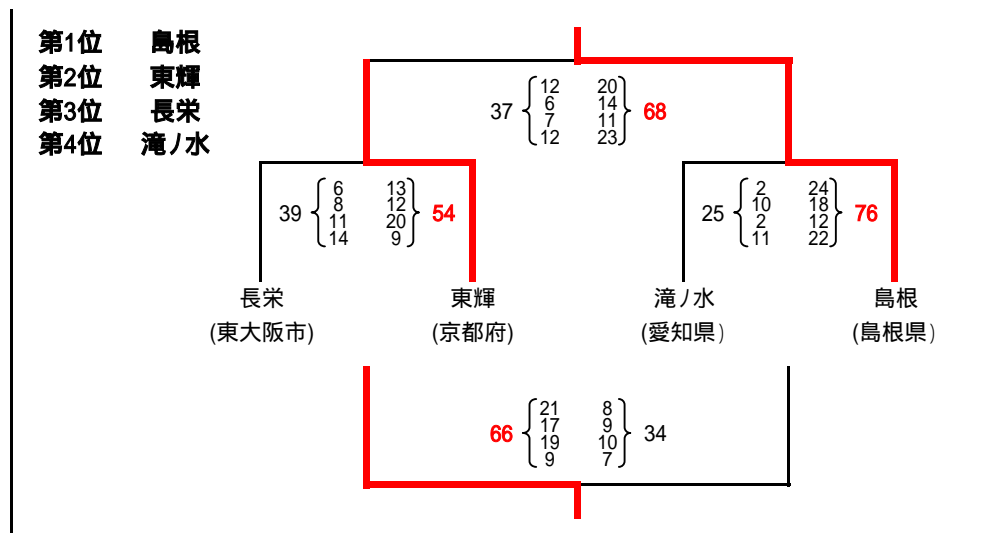 第1位 島根
第2位 東輝
第3位 長栄
第4位 滝ノ水
12 20
37 6 14 68
7 11
12 23
6 13
39 8 12 54
11 20
14 9
2 24
25 10 18 76
2 12
11 22
長栄 東輝 滝ノ水 島根
(東大阪市) (京都府) (愛知県) (島根県)
21 8
66 17 9 34
19 10
9 7